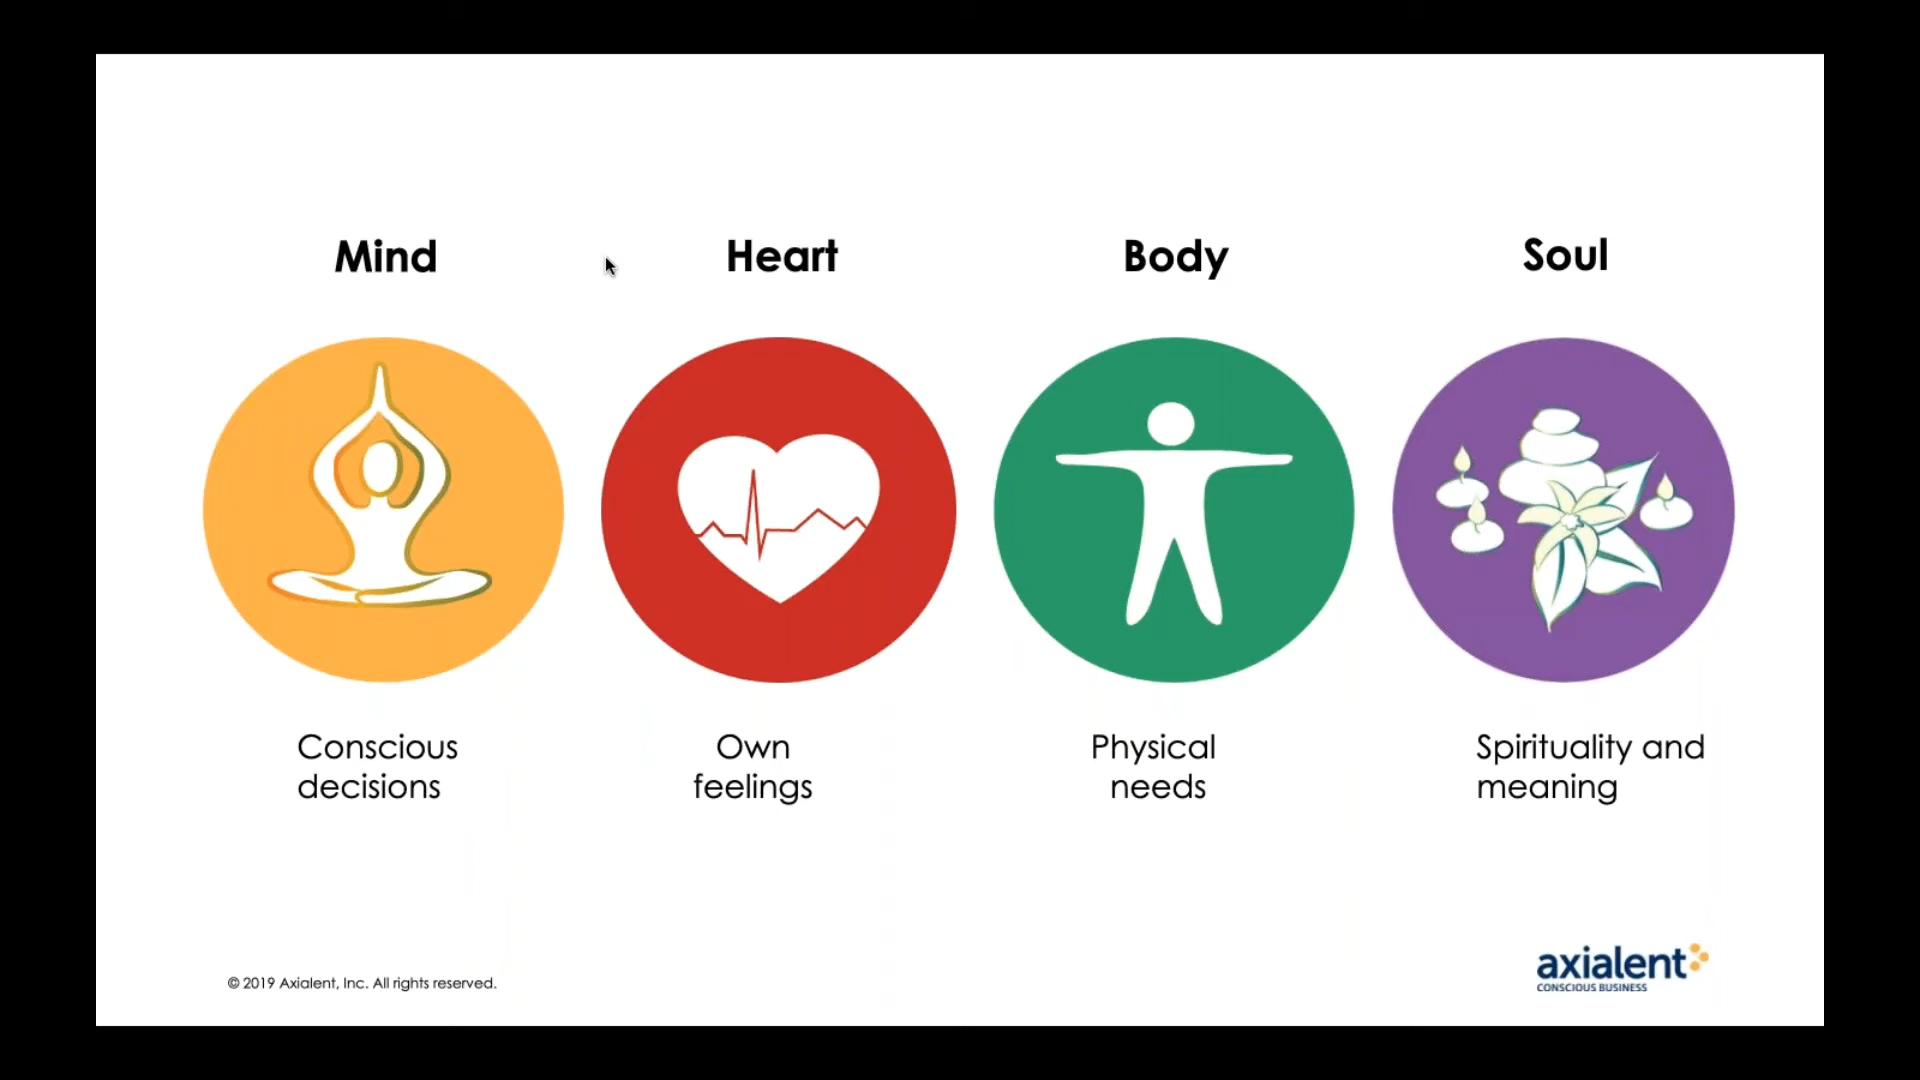 Mind
Heart
Body
Soul
Conscious
decisions
Own
feelings
Physical
needs
Spirituality and
meaning
© 2019 Axialent, Inc. All rights reserved.
axialent
CONSCIOUS BUSINESS